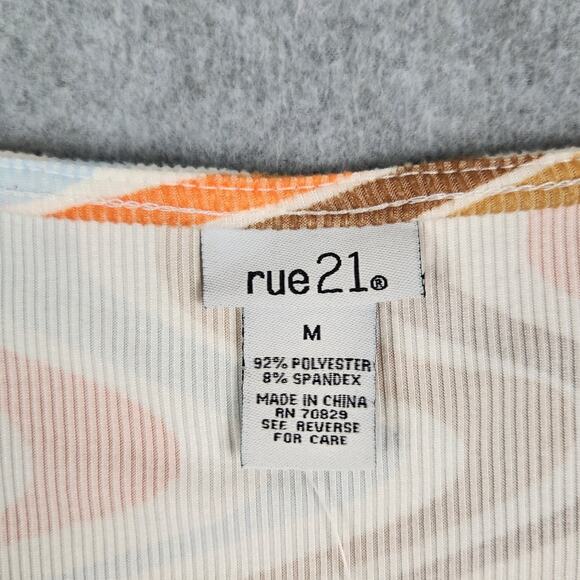 rue21®
M
92% POLYESTER
8% SPANDEX
MADE IN CHINA
RN 70829
SEE REVERSE
FOR CARE